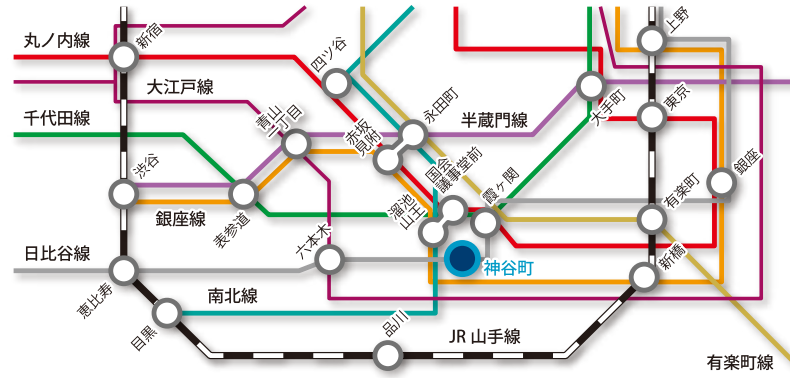 新宿
丸ノ内線
四ツ谷
上野
大江戸線
千代田線
青山
一丁目
赤坂
見附
永田町
半蔵門線
大手町
東京
渋谷
銀座線
表参道
国会
議事堂前
溜池
山王
霞ヶ関
有楽町
銀座
日比谷線
六本木
神谷町
新橋
恵比寿
南北線
目黒
品川
JR 山手線
有楽町線